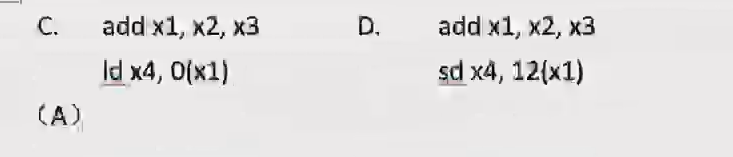 C. add x1, x2, x3 D. add x1, x2, x3
ld x4, 0(x1) sd x4, 12(x1)
(A)